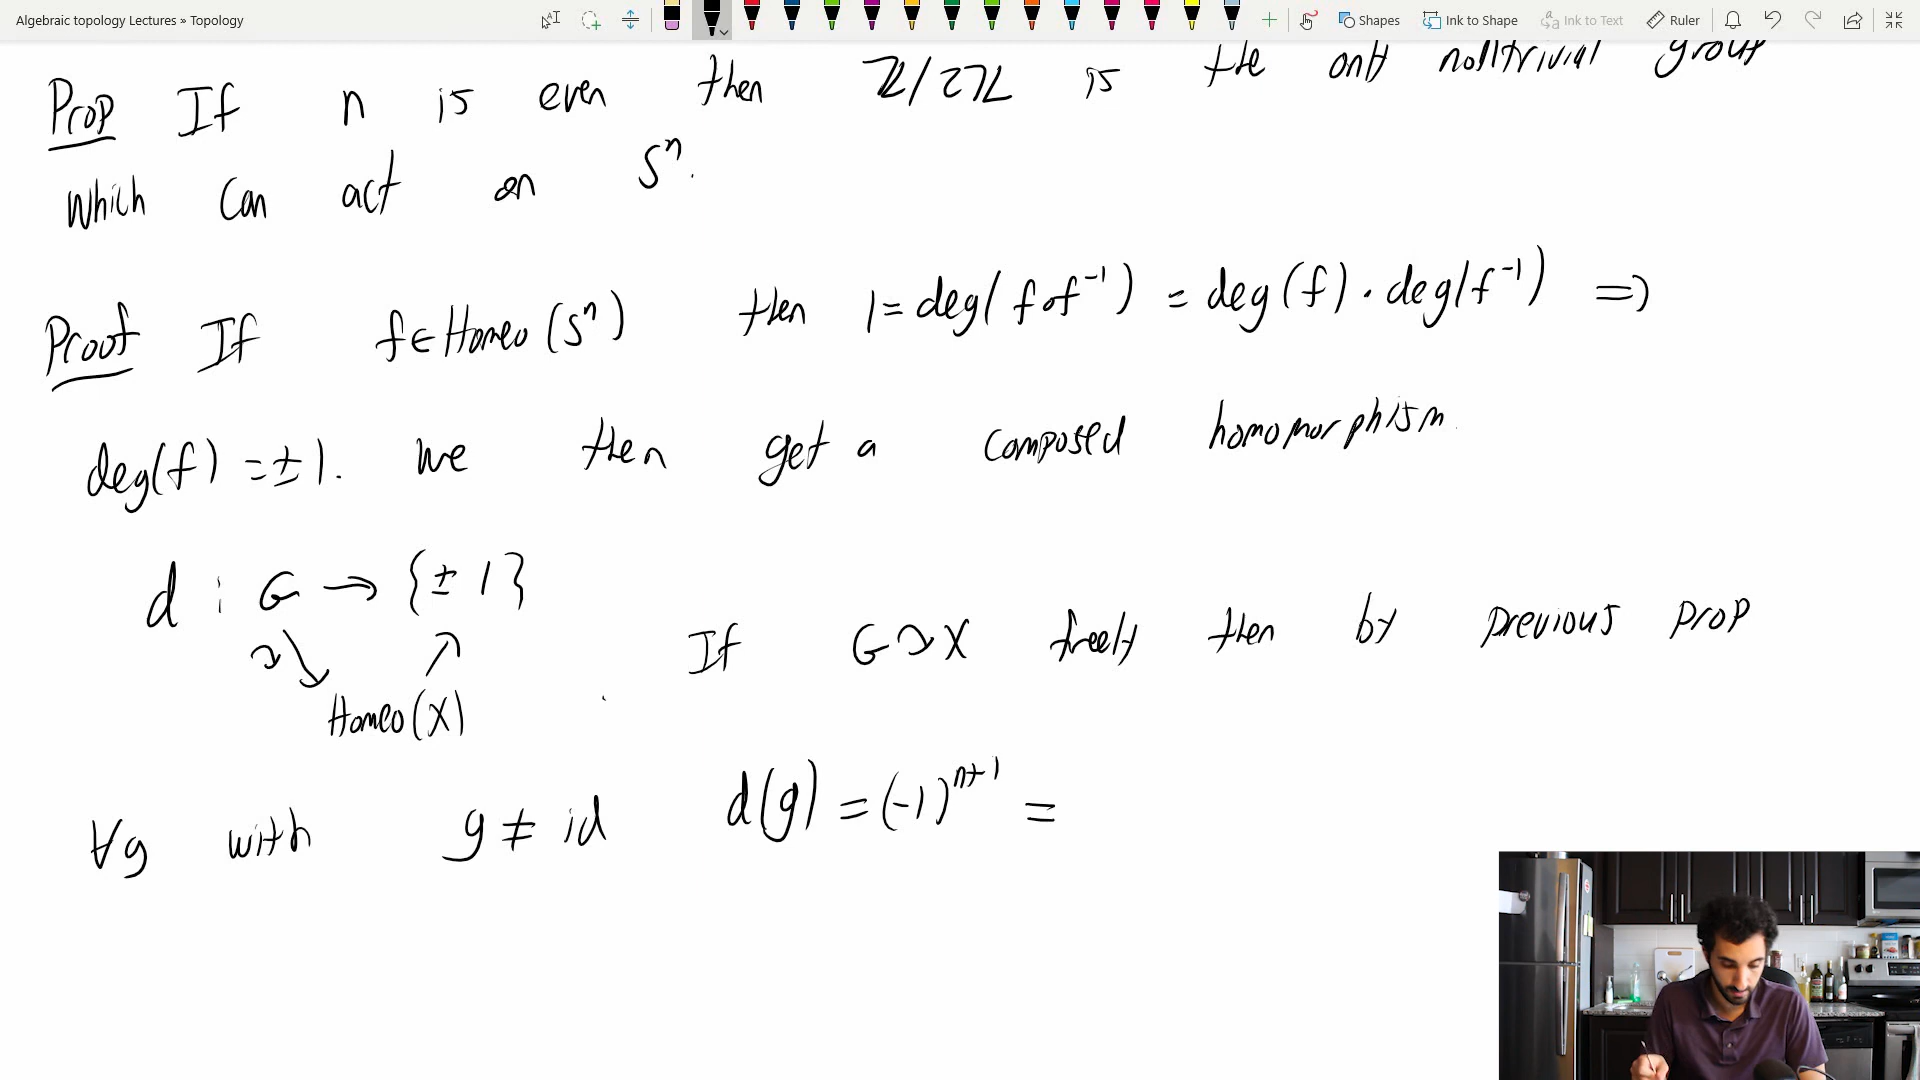 Algebraic topology Lectures » Topology
Shapes Ink to Shape Ink to Text Ruler
Prop If n is even then ℤ/2ℤ is the only nontrivial group
which can act on Sⁿ.
Proof If f∈Homeo(Sⁿ) then 1=deg(f∘f⁻¹) = deg(f)·deg(f⁻¹) ⇒
deg(f) = ±1. We then get a composed homomorphism.
d : G → {±1}
If G↷X freely then by previous prop
Homeo(X)
∀g with g ≠ id d(g) = (-1)ⁿ⁺¹ =